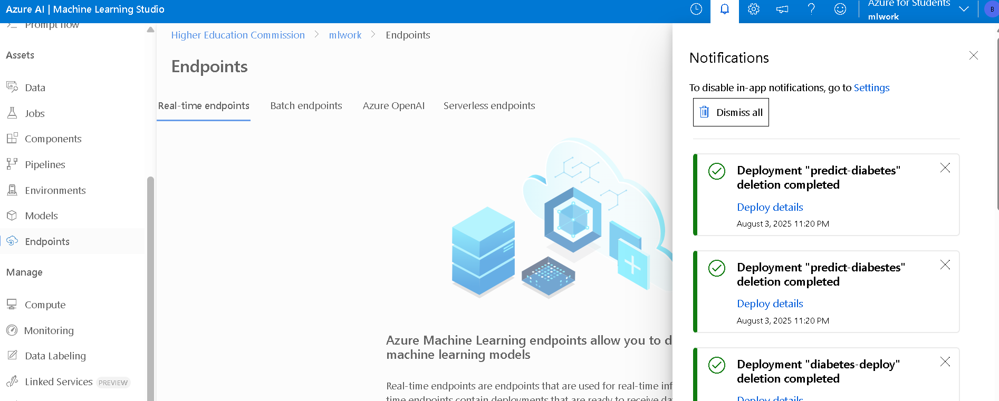 Azure AI | Machine Learning Studio
Azure for Students
mlwork
B
Prompt flow
Assets
Data
Jobs
Components
Pipelines
Environments
Models
Endpoints
Manage
Compute
Monitoring
Data Labeling
Linked Services PREVIEW
Higher Education Commission > mlwork > Endpoints
Endpoints
Real-time endpoints Batch endpoints Azure OpenAI Serverless endpoints
Azure Machine Learning endpoints allow you to d
machine learning models
Real-time endpoints are endpoints that are used for real-time inf
time endpoints contain deployments that are ready to receive da
Notifications
To disable in-app notifications, go to Settings
Dismiss all
Deployment "predict-diabetes"
deletion completed
Deploy details
August 3, 2025 11:20 PM
Deployment "predict-diabestes"
deletion completed
Deploy details
August 3, 2025 11:20 PM
Deployment "diabetes-deploy"
deletion completed
Deploy details